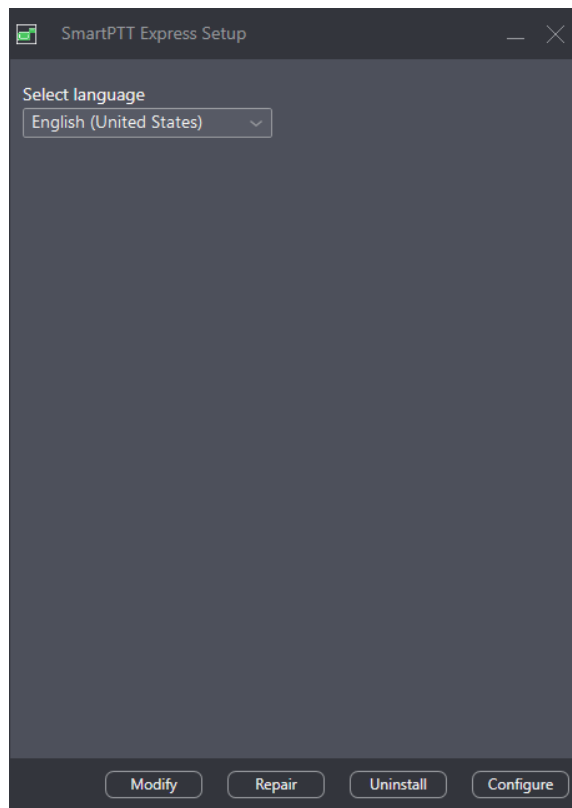 SmartPTT Express Setup
Select language
English (United States)
Modify Repair Uninstall Configure